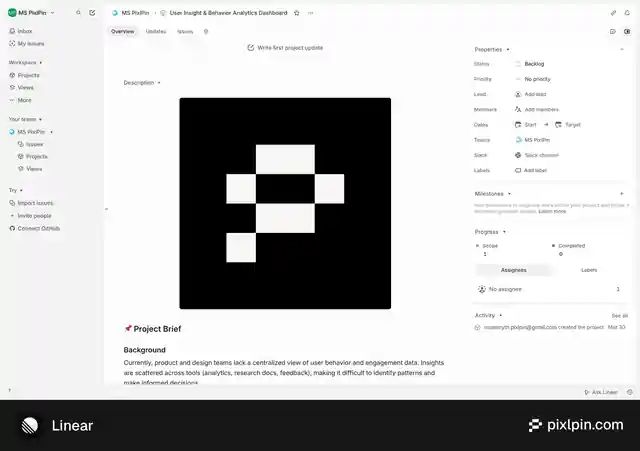 MS PixlPin
Inbox
My issues
Workspace
Projects
Views
More
Your teams
MS PixlPin
Issues
Projects
Views
Try
Import issues
Invite people
Connect GitHub
MS PixlPin › User Insight & Behavior Analytics Dashboard
Overview Updates Issues
Write first project update
Description
📌 Project Brief
Background
Currently, product and design teams lack a centralized view of user behavior and engagement data. Insights
are scattered across tools (analytics, research docs, feedback), making it difficult to identify patterns and
make informed decisions
Properties
Status Backlog
Priority No priority
Lead Add lead
Members Add members
Dates Start → Target
Teams MS PixlPin
Slack Slack channel
Labels Add label
Milestones
Learn more
Progress
Scope Completed
1 0
Assignees Labels
No assignee 1
Activity See all
created the project Mar 30
?
Ask Linear
Linear
pixlpin.com